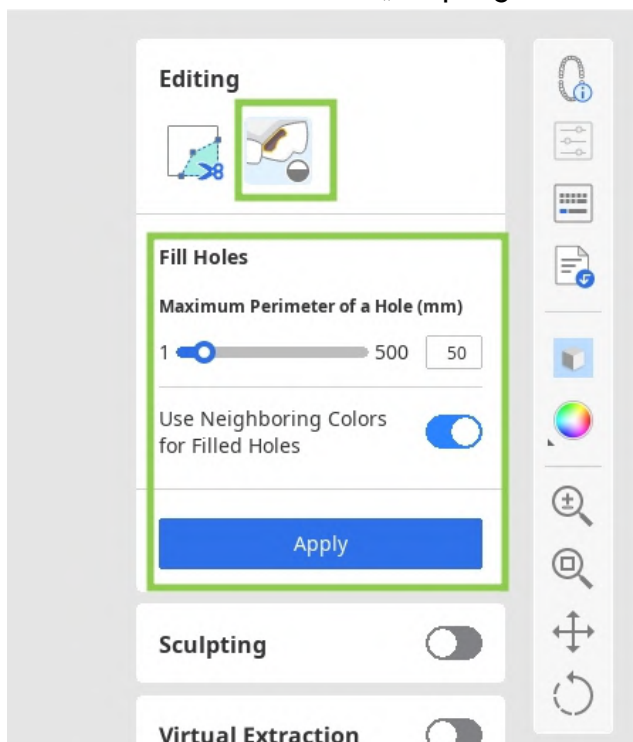 Editing
Fill Holes
Maximum Perimeter of a Hole (mm)
1 500 50
Use Neighboring Colors
for Filled Holes
Apply
Sculpting
Virtual Extraction